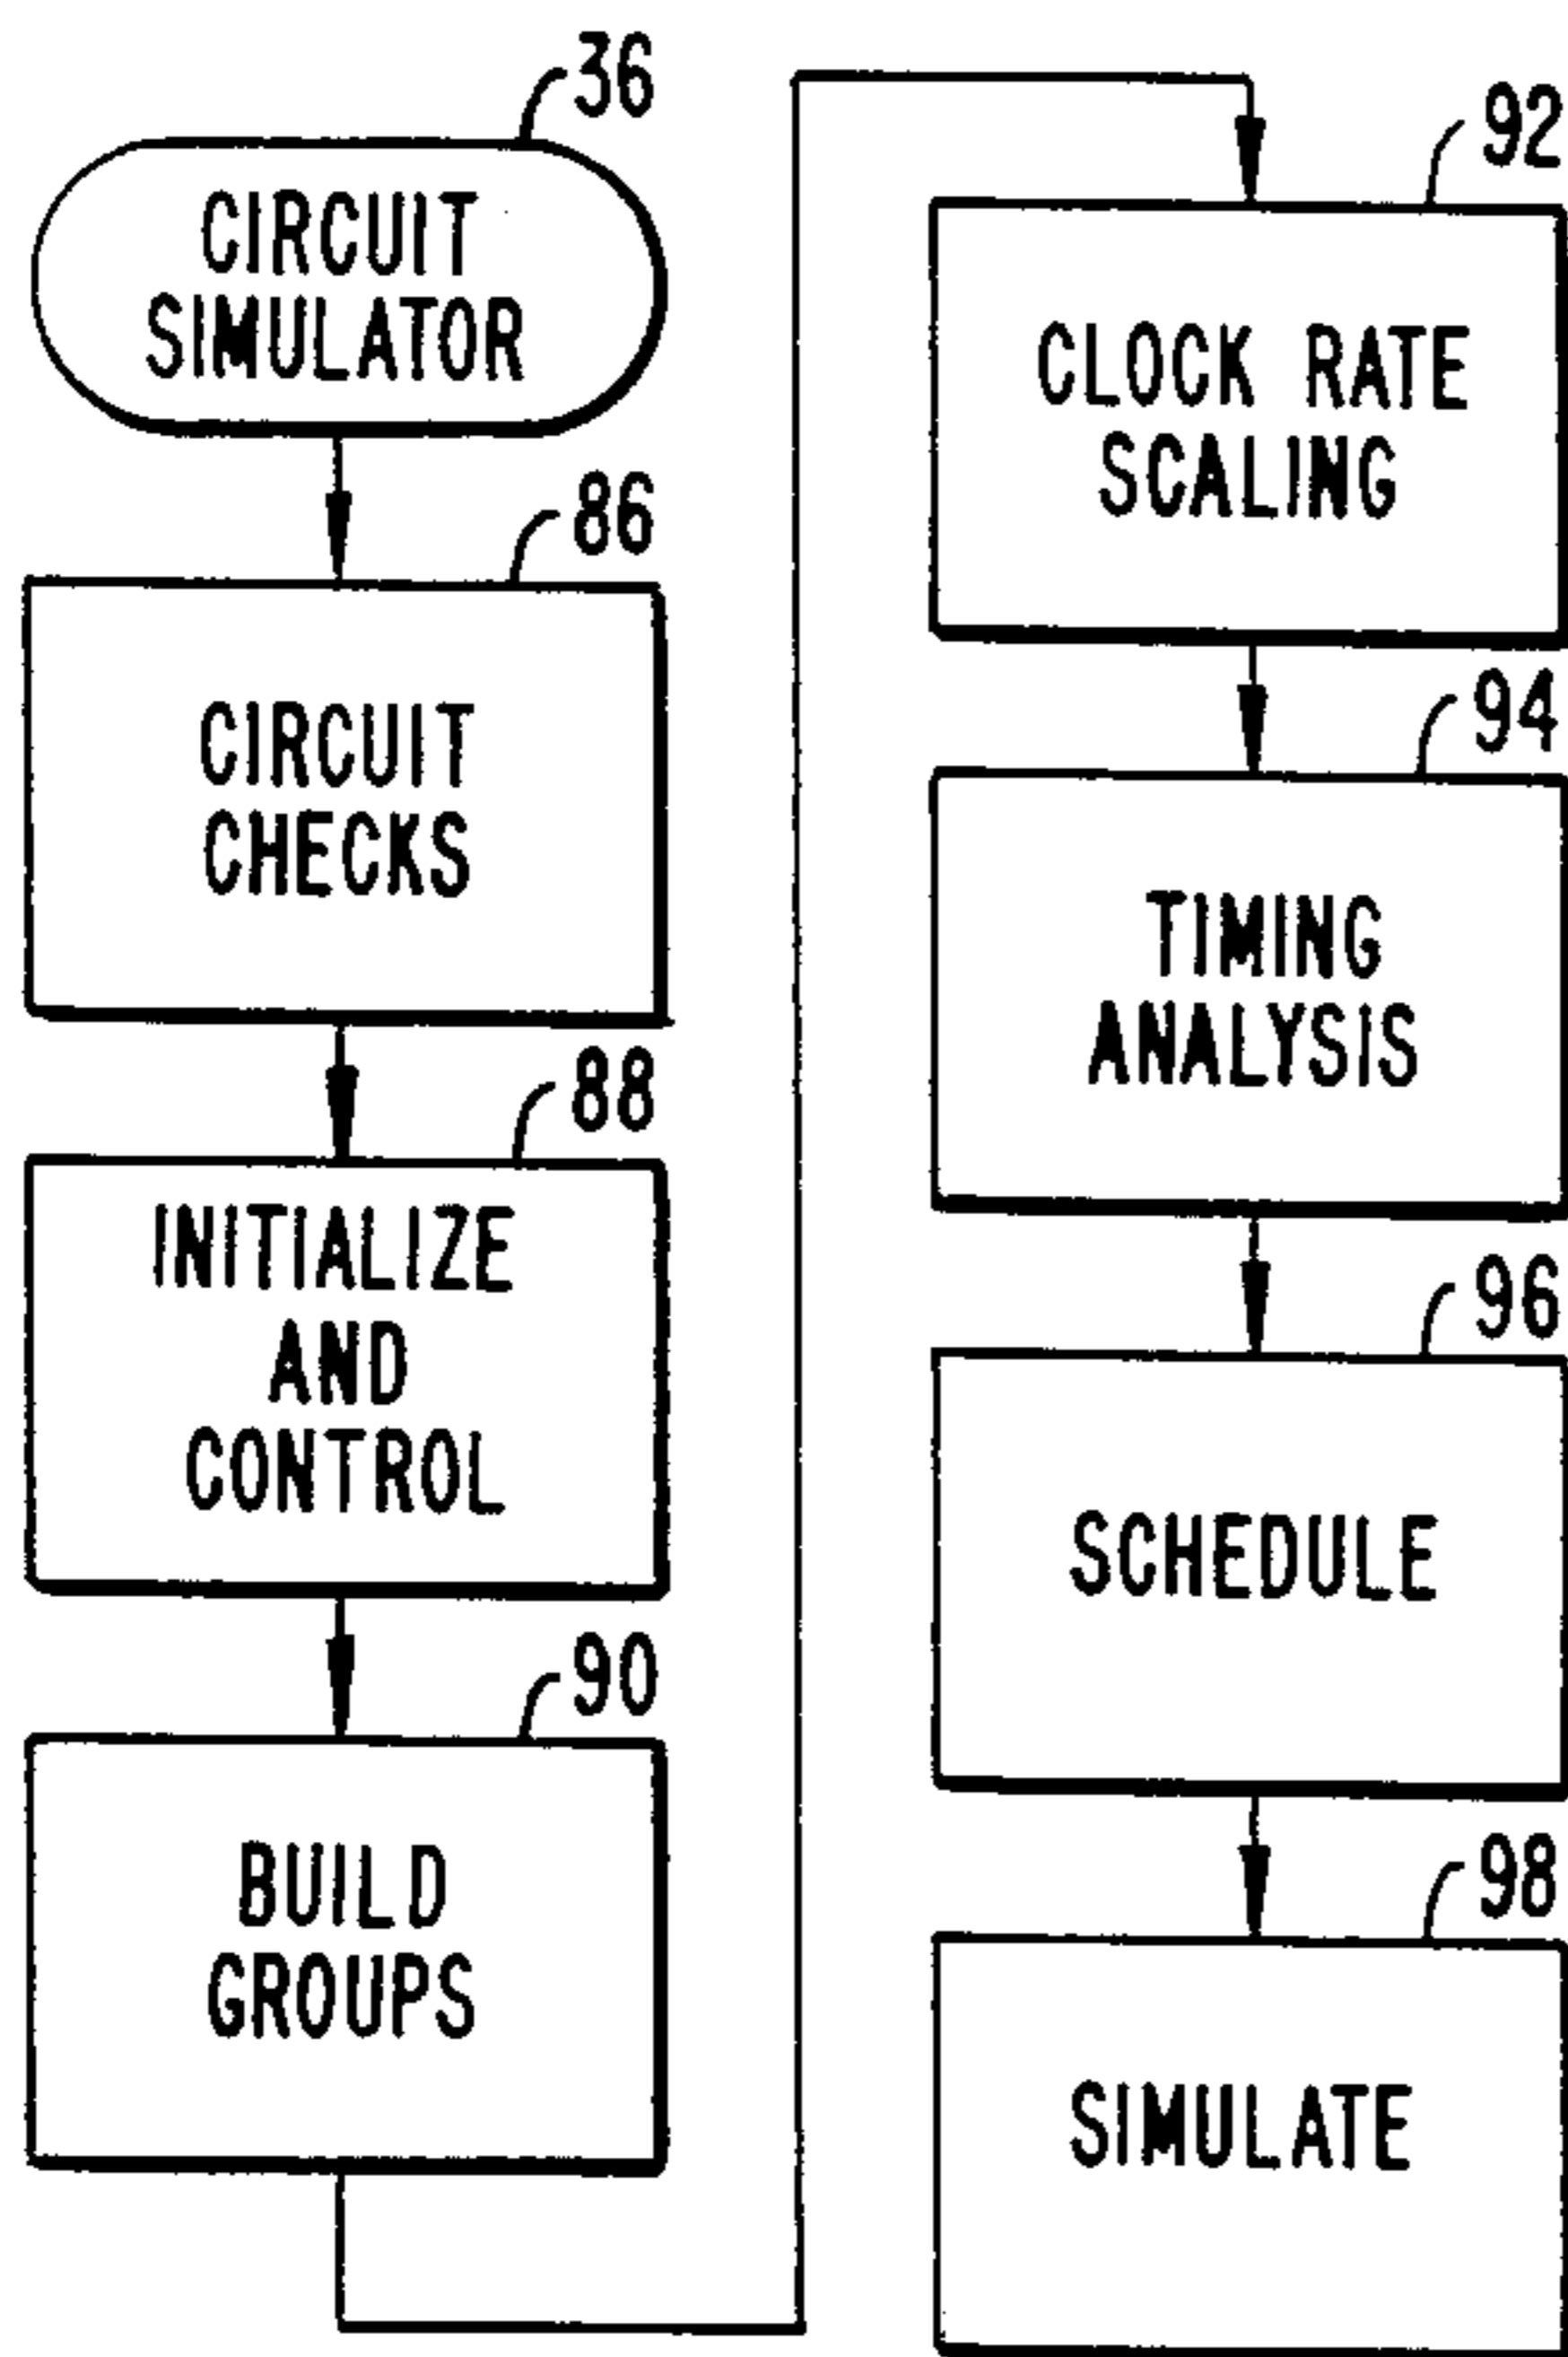 36
CIRCUIT
SIMULATOR
86
CIRCUIT
CHECKS
88
INITIALIZE
AND
CONTROL
90
BUILD
GROUPS
92
CLOCK RATE
SCALING
94
TIMING
ANALYSIS
96
SCHEDULE
98
SIMULATE